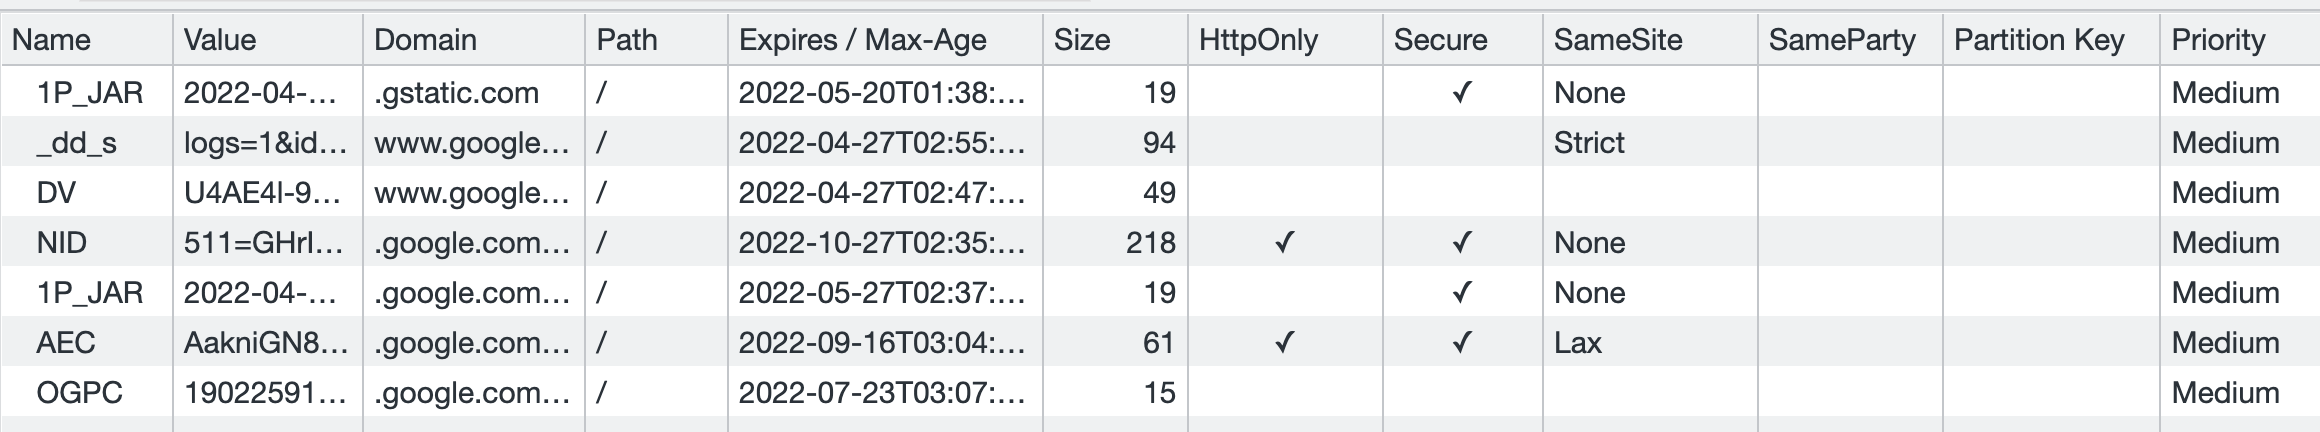 Name Value Domain Path Expires / Max-Age Size HttpOnly Secure SameSite SameParty Partition Key Priority
1P_JAR 2022-04-... .gstatic.com / 2022-05-20T01:38:... 19 ✓ None Medium
_dd_s logs=1&id... www.google... / 2022-04-27T02:55:... 94 Strict Medium
DV U4AE4I-9... www.google... / 2022-04-27T02:47:... 49 Medium
NID 511=GHrI... .google.com... / 2022-10-27T02:35:... 218 ✓ ✓ None Medium
1P_JAR 2022-04-... .google.com... / 2022-05-27T02:37:... 19 ✓ None Medium
AEC AakniGN8... .google.com... / 2022-09-16T03:04:... 61 ✓ ✓ Lax Medium
OGPC 19022591... .google.com... / 2022-07-23T03:07:... 15 Medium